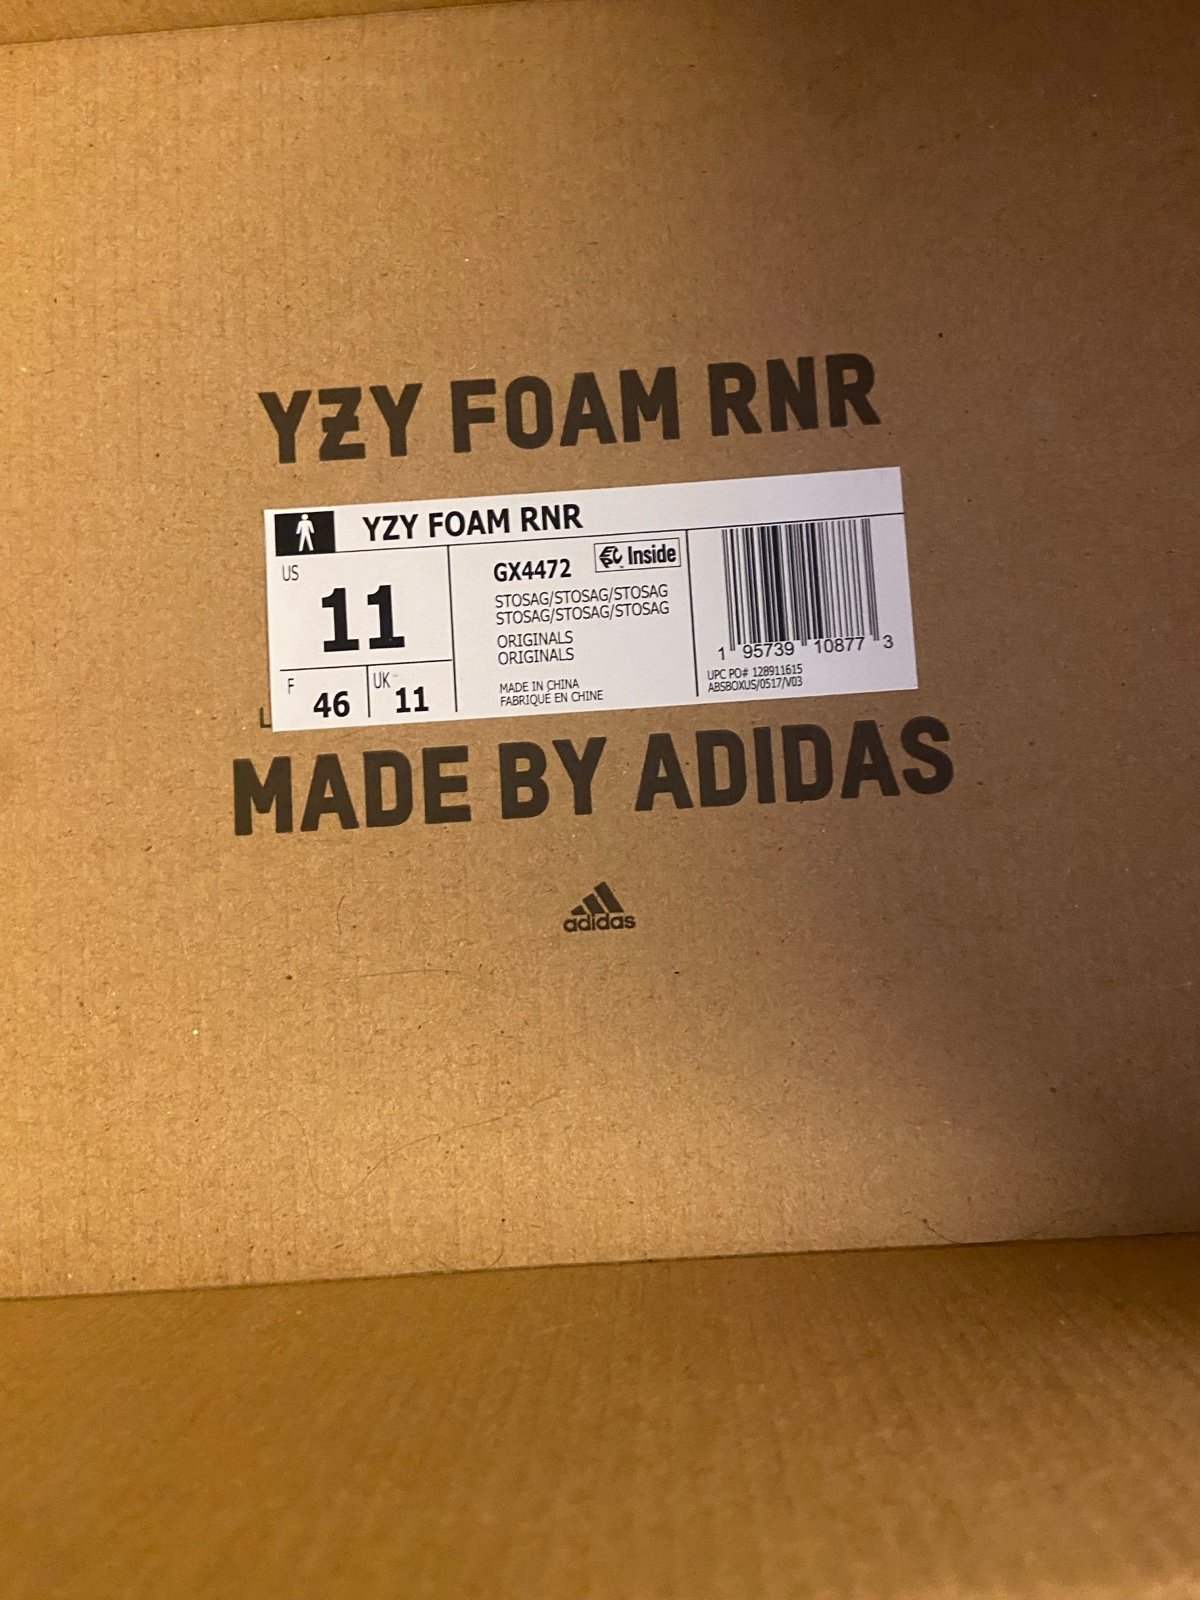 YZY FOAM RNR
YZY FOAM RNR
US
11
F
46
UK
11
GX4472
Inside
STOSAG/STOSAG/STOSAG
STOSAG/STOSAG/STOSAG
ORIGINALS
ORIGINALS
MADE IN CHINA
FABRIQUÉ EN CHINE
1 95739 10877 3
UPC PO# 128911615
ABSBOXUS/0517/V03
L
MADE BY ADIDAS
adidas